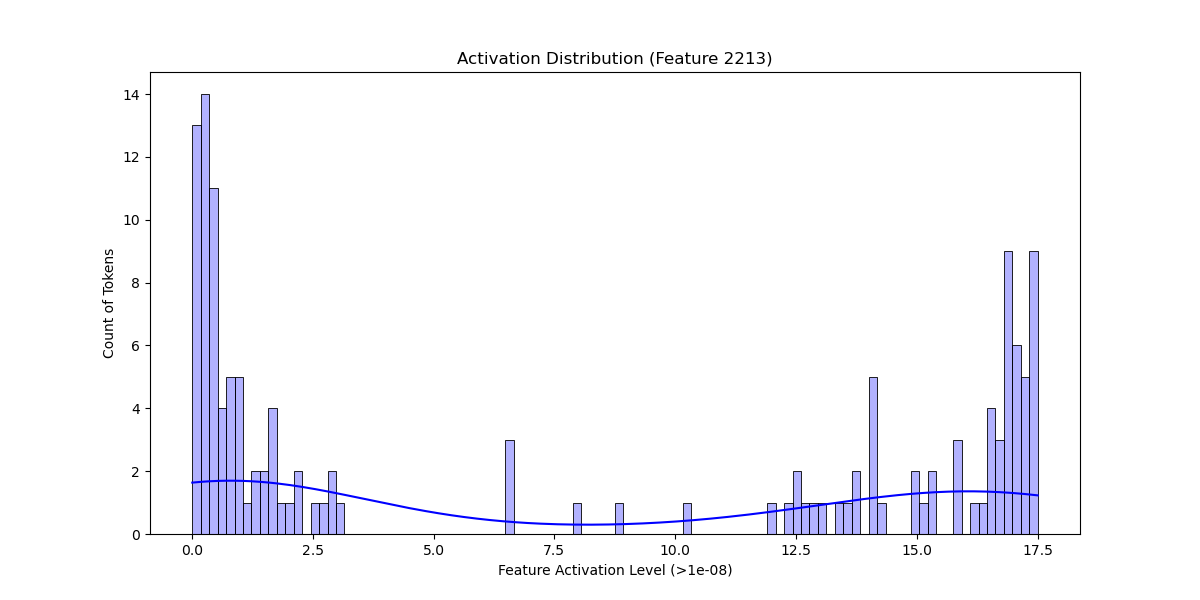 Activation Distribution (Feature 2213)
Count of Tokens
14
12
10
8
6
4
2
0
0.0 2.5 5.0 7.5 10.0 12.5 15.0 17.5
Feature Activation Level (>1e-08)